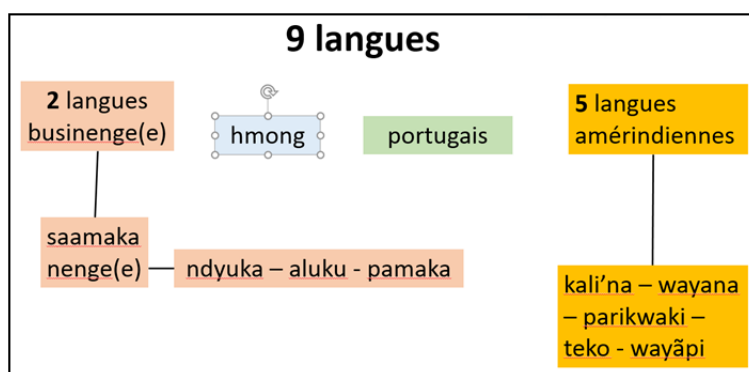 9 langues
2 langues
businenge(e)
hmong
portugais
5 langues
amérindiennes
saamaka
nenge(e)
ndyuka – aluku - pamaka
kali’na – wayana
– parikwaki –
teko - wayãpi